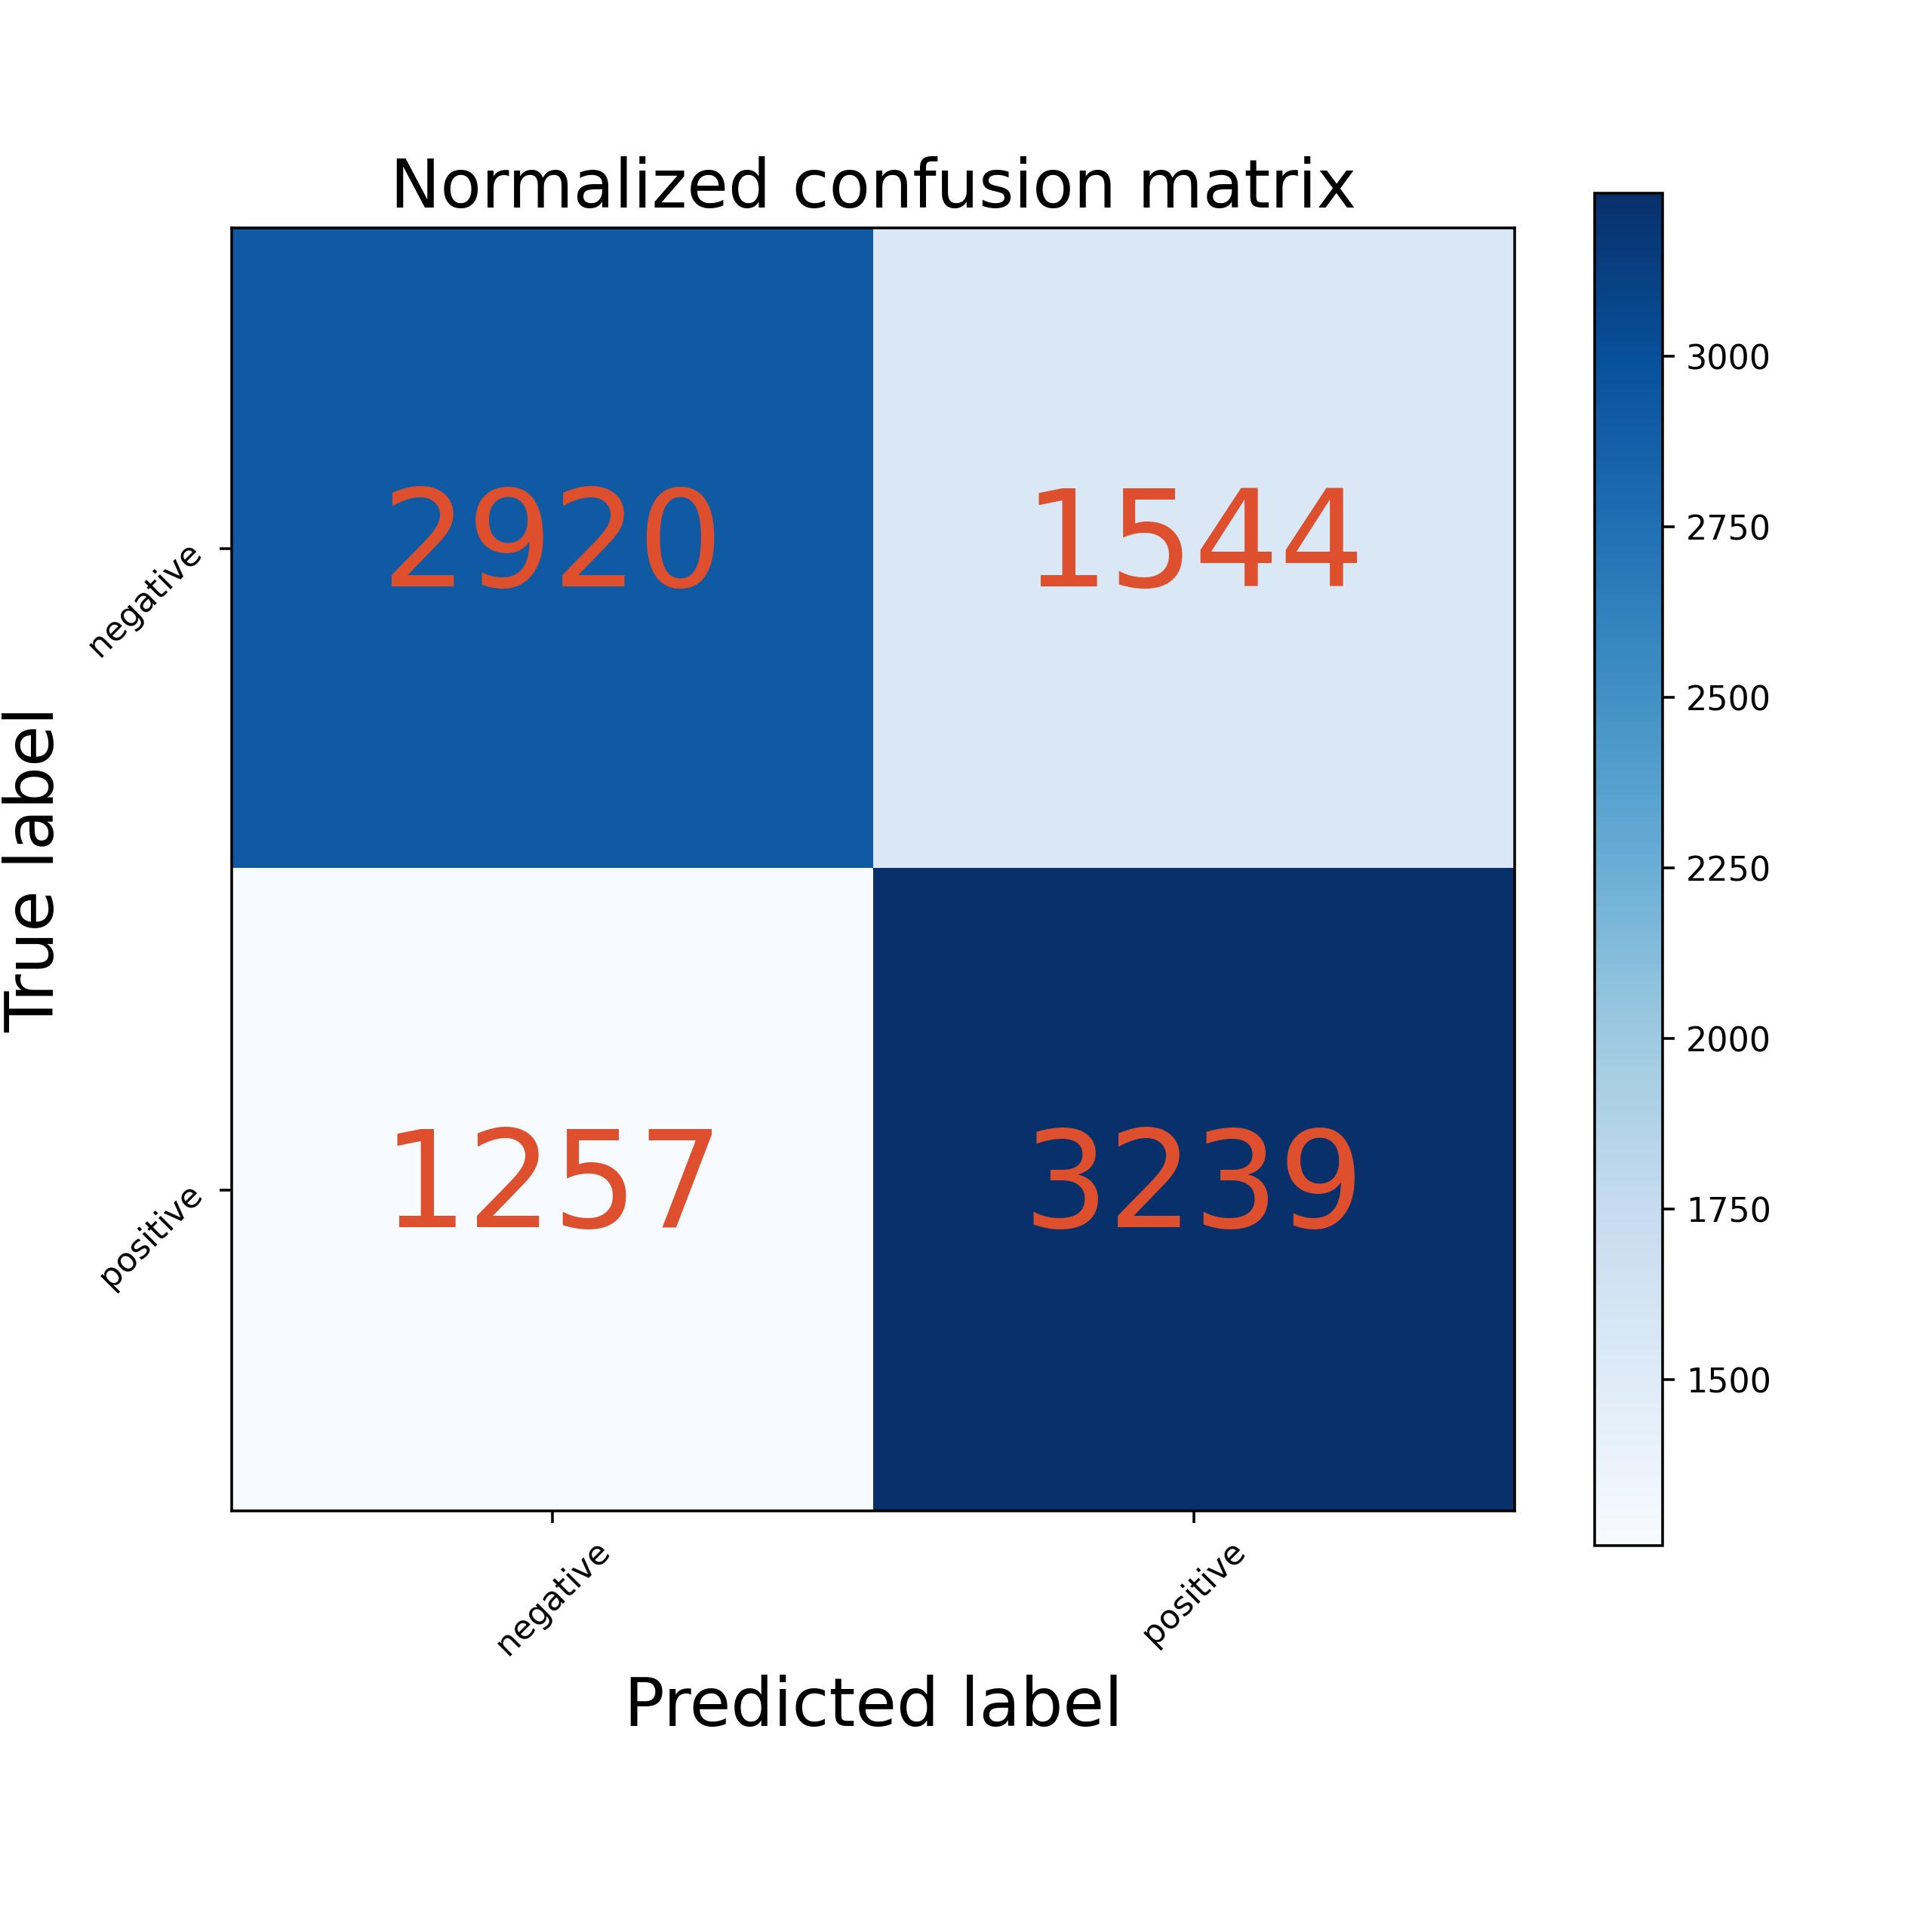 Normalized confusion matrix
True label
negative
positive
2920 1544
1257 3239
negative positive
Predicted label
3000
2750
2500
2250
2000
1750
1500